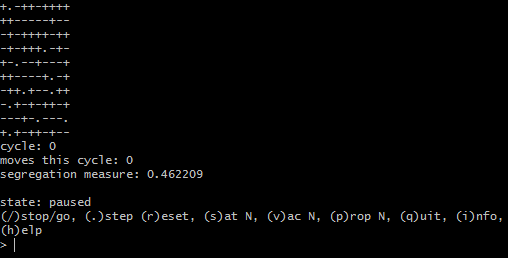 +.-++-++++
++-----+--
-+-++++-++
-+-+++.-+-
+-.--+---+
++----+.-+
-++.+--.++
-.+-+-++-+
---+-.---.
+.+-++-+--
cycle: 0
moves this cycle: 0
segregation measure: 0.462209
state: paused
(/)stop/go, (.)step (r)eset, (s)at N, (v)ac N, (p)rop N, (q)uit, (i)nfo,
(h)elp
>